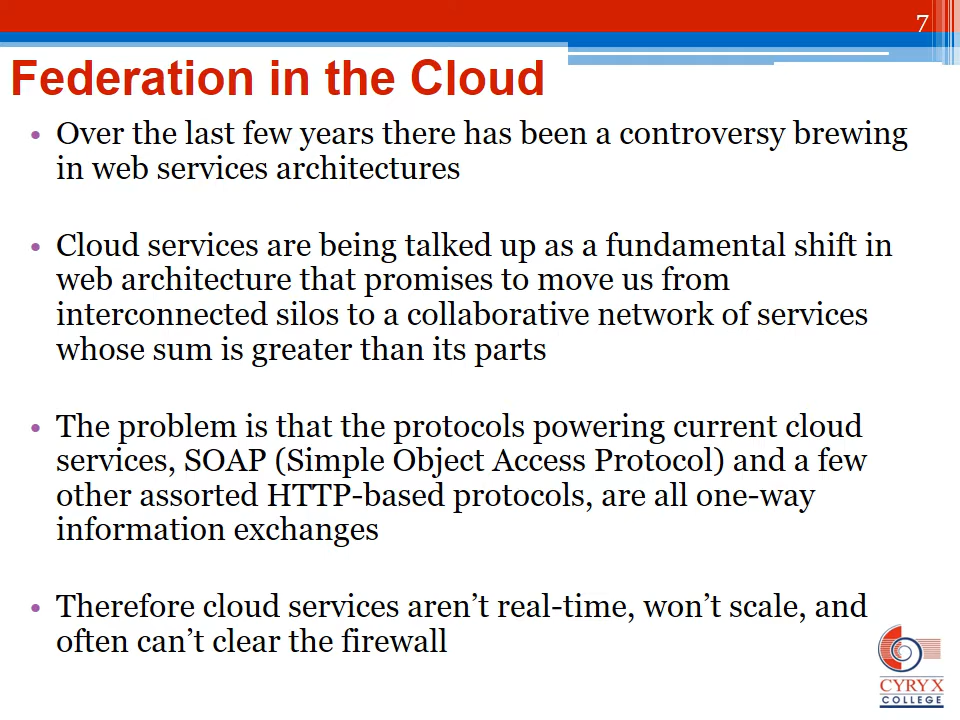 7
Federation in the Cloud
• Over the last few years there has been a controversy brewing
in web services architectures
• Cloud services are being talked up as a fundamental shift in
web architecture that promises to move us from
interconnected silos to a collaborative network of services
whose sum is greater than its parts
• The problem is that the protocols powering current cloud
services, SOAP (Simple Object Access Protocol) and a few
other assorted HTTP-based protocols, are all one-way
information exchanges
• Therefore cloud services aren’t real-time, won’t scale, and
often can’t clear the firewall
CYRYX
COLLEGE